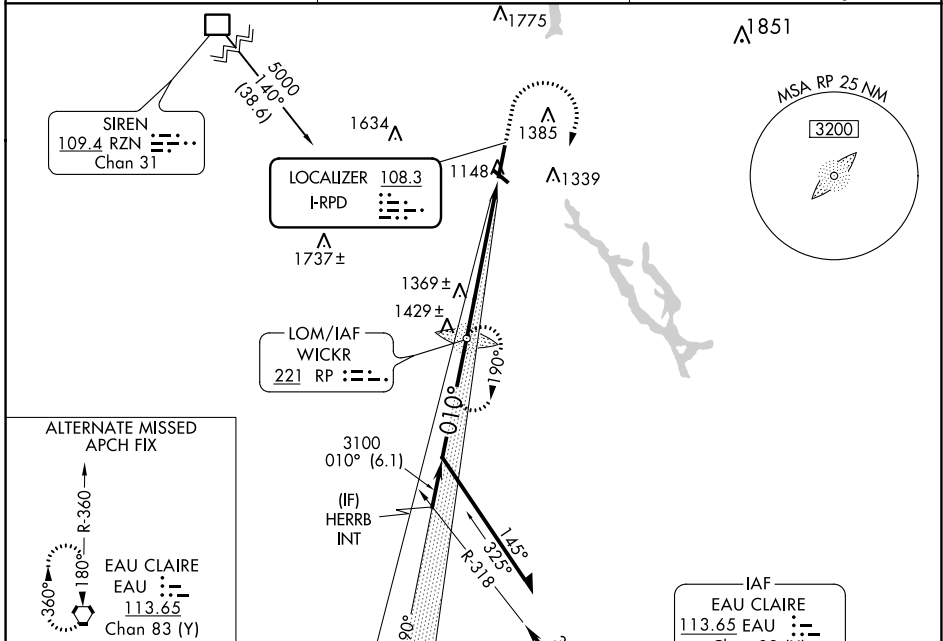 1775
1851
5000
140°
(38.6)
MSA RP 25 NM
3200
SIREN
109.4 RZN
Chan 31
1634
1385
LOCALIZER 108.3
I-RPD
1148
1339
1737±
1369±
1429±
LOM/IAF
WICKR
221 RP
190°
010°
3100
010° (6.1)
(IF)
HERRB
INT
145°
325°
R-318
ALTERNATE MISSED
APCH FIX
R-360
360°
180°
EAU CLAIRE
EAU
113.65
Chan 83 (Y)
IAF
EAU CLAIRE
113.65 EAU